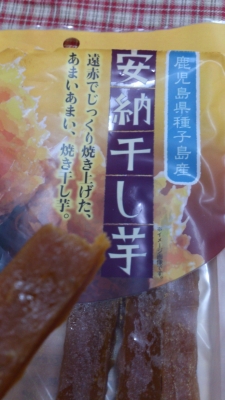 鹿児島県種子島産
安納干し芋
遠赤でじっくり焼き上げた、
あまいあまい、焼き干し芋。